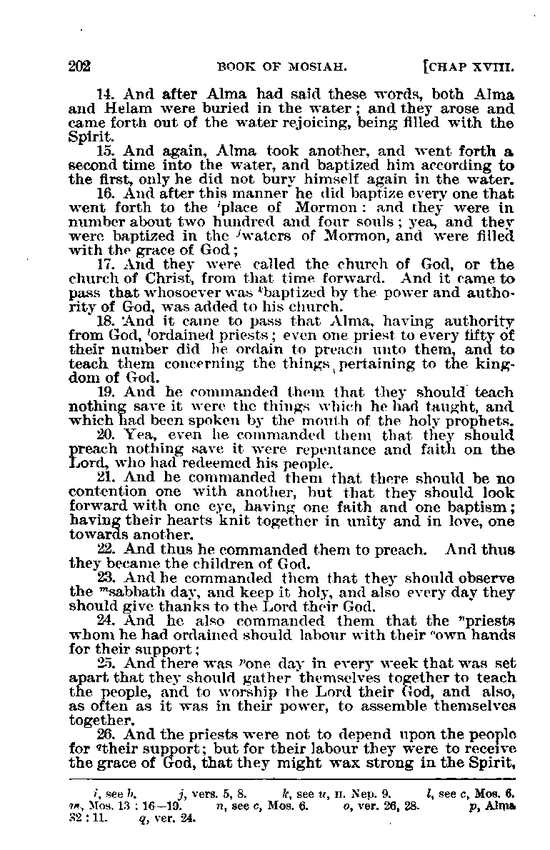 202 BOOK OF MOSIAH. [CHAP XVIII.
14. And after Alma had said these words, both Alma
and Helam were buried in the water; and they arose and
came forth out of the water rejoicing, being filled with the
Spirit.
15. And again, Alma took another, and went forth a
second time into the water, and baptized him according to
the first, only he did not bury himself again in the water.
16. And after this manner he did baptize every one that
went forth to the iplace of Mormon: and they were in
number about two hundred and four souls; yea, and they
were baptized in the jwaters of Mormon, and were filled
with the grace of God;
17. And they were called the church of God, or the
church of Christ, from that time forward. And it came to
pass that whosoever was kbaptized by the power and autho-
rity of God, was added to his church.
18. And it came to pass that Alma, having authority
from God, lordained priests; even one priest to every fifty of
their number did he ordain to preach unto them, and to
teach them concerning the things pertaining to the king-
dom of God.
19. And he commanded them that they should teach
nothing save it were the things which he had taught, and
which had been spoken by the mouth of the holy prophets.
20. Yea, even he commanded them that they should
preach nothing save it were repentance and faith on the
Lord, who had redeemed his people.
21. And he commanded them that there should be no
contention one with another, but that they should look
forward with one eye, having one faith and one baptism;
having their hearts knit together in unity and in love, one
towards another.
22. And thus he commanded them to preach. And thus
they became the children of God.
23. And he commanded them that they should observe
the msabbath day, and keep it holy, and also every day they
should give thanks to the Lord their God.
24. And he also commanded them that the npriests
whom he had ordained should labour with their oown hands
for their support;
25. And there was pone day in every week that was set
apart that they should gather themselves together to teach
the people, and to worship the Lord their God, and also,
as often as it was in their power, to assemble themselves
together.
26. And the priests were not to depend upon the people
for qtheir support; but for their labour they were to receive
the grace of God, that they might wax strong in the Spirit,
i, see h. j, vers. 5, 8. k, see u, II. Nep. 9. l, see c, Mos. 6.
m, Mos. 13 : 16—19. n, see c, Mos. 6. o, ver. 26, 28. p, Alma
32 : 11. q, ver. 24.